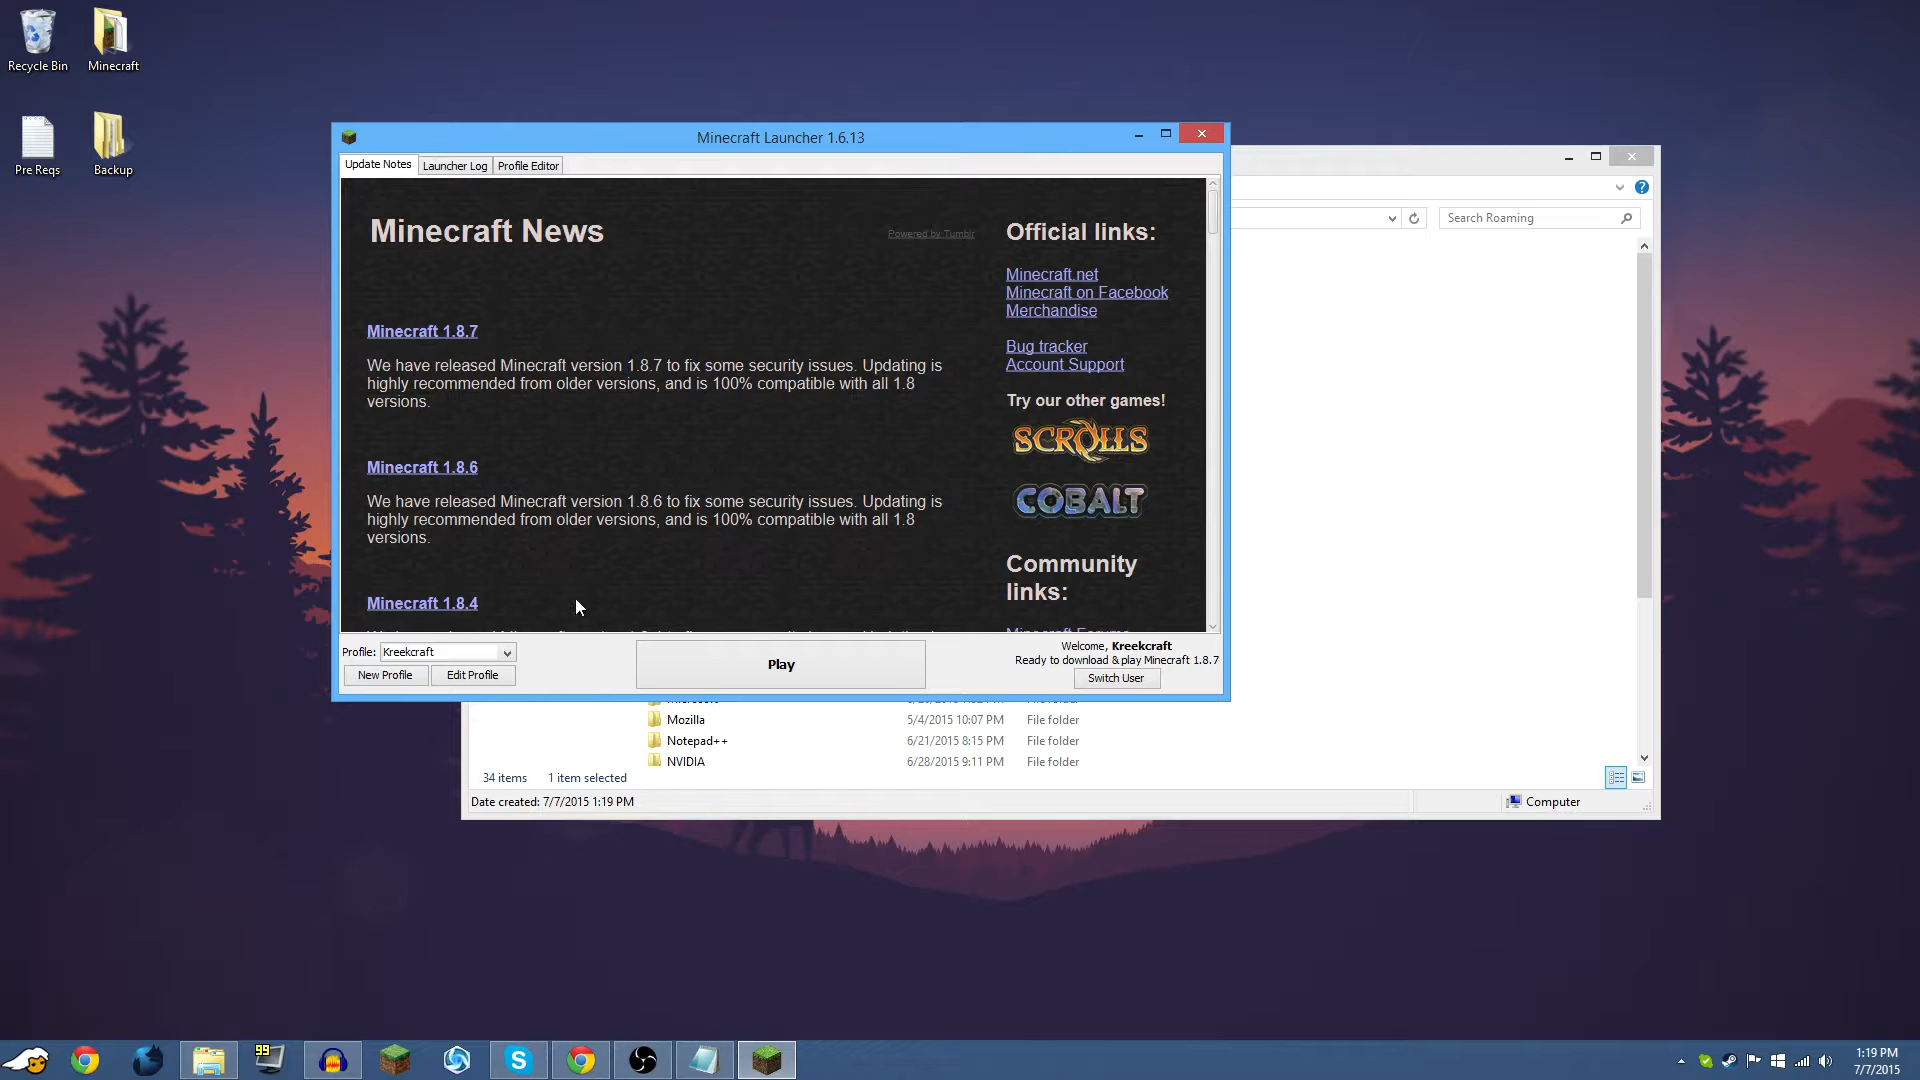 Recycle Bin
Minecraft
Pre Reqs
Backup
Minecraft Launcher 1.6.13
Update Notes
Launcher Log
Profile Editor
Minecraft News
Powered by Tumblr
Minecraft 1.8.7
We have released Minecraft version 1.8.7 to fix some security issues. Updating is
highly recommended from older versions, and is 100% compatible with all 1.8
versions.
Minecraft 1.8.6
We have released Minecraft version 1.8.6 to fix some security issues. Updating is
highly recommended from older versions, and is 100% compatible with all 1.8
versions.
Minecraft 1.8.4
Official links:
Minecraft.net
Minecraft on Facebook
Merchandise
Bug tracker
Account Support
Try our other games!
SCROLLS
COBALT
Community
links:
Minecraft Forums
Profile:
Kreekcraft
New Profile
Edit Profile
Play
Welcome, Kreekcraft
Ready to download & play Minecraft 1.8.7
Switch User
Search Roaming
Mozilla 5/4/2015 10:07 PM File folder
Notepad++ 6/21/2015 8:15 PM File folder
NVIDIA 6/28/2015 9:11 PM File folder
34 items 1 item selected
Date created: 7/7/2015 1:19 PM
Computer
99
1:19 PM
7/7/2015